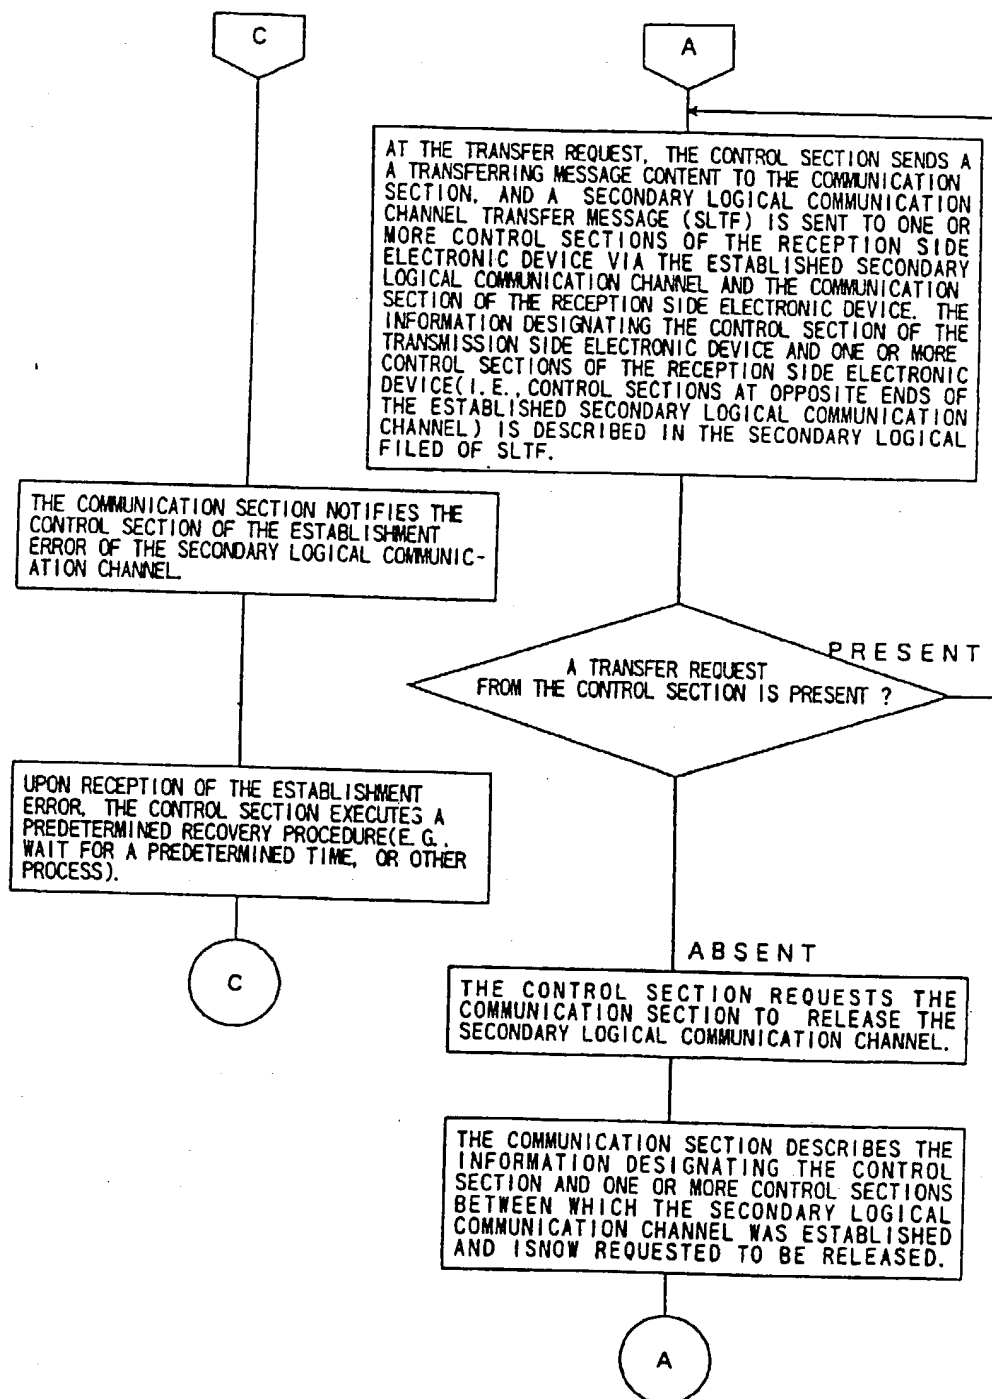 C
THE COMMUNICATION SECTION NOTIFIES THE
CONTROL SECTION OF THE ESTABLISHMENT
ERROR OF THE SECONDARY LOGICAL COMMUNIC-
ATION CHANNEL.
UPON RECEPTION OF THE ESTABLISHMENT
ERROR, THE CONTROL SECTION EXECUTES A
PREDETERMINED RECOVERY PROCEDURE(E.G.,
WAIT FOR A PREDETERMINED TIME, OR OTHER
PROCESS).
C
A
AT THE TRANSFER REQUEST, THE CONTROL SECTION SENDS A
A TRANSFERRING MESSAGE CONTENT TO THE COMMUNICATION
SECTION, AND A SECONDARY LOGICAL COMMUNICATION
CHANNEL TRANSFER MESSAGE (SLTF) IS SENT TO ONE OR
MORE CONTROL SECTIONS OF THE RECEPTION SIDE
ELECTRONIC DEVICE VIA THE ESTABLISHED SECONDARY
LOGICAL COMMUNICATION CHANNEL AND THE COMMUNICATION
SECTION OF THE RECEPTION SIDE ELECTRONIC DEVICE. THE
INFORMATION DESIGNATING THE CONTROL SECTION OF THE
TRANSMISSION SIDE ELECTRONIC DEVICE AND ONE OR MORE
CONTROL SECTIONS OF THE RECEPTION SIDE ELECTRONIC
DEVICE(I.E., CONTROL SECTIONS AT OPPOSITE ENDS OF
THE ESTABLISHED SECONDARY LOGICAL COMMUNICATION
CHANNEL) IS DESCRIBED IN THE SECONDARY LOGICAL
FILED OF SLTF.
A TRANSFER REQUEST
FROM THE CONTROL SECTION IS PRESENT ?
PRESENT
ABSENT
THE CONTROL SECTION REQUESTS THE
COMMUNICATION SECTION TO RELEASE THE
SECONDARY LOGICAL COMMUNICATION CHANNEL.
THE COMMUNICATION SECTION DESCRIBES THE
INFORMATION DESIGNATING THE CONTROL
SECTION AND ONE OR MORE CONTROL SECTIONS
BETWEEN WHICH THE SECONDARY LOGICAL
COMMUNICATION CHANNEL WAS ESTABLISHED
AND ISNOW REQUESTED TO BE RELEASED.
A